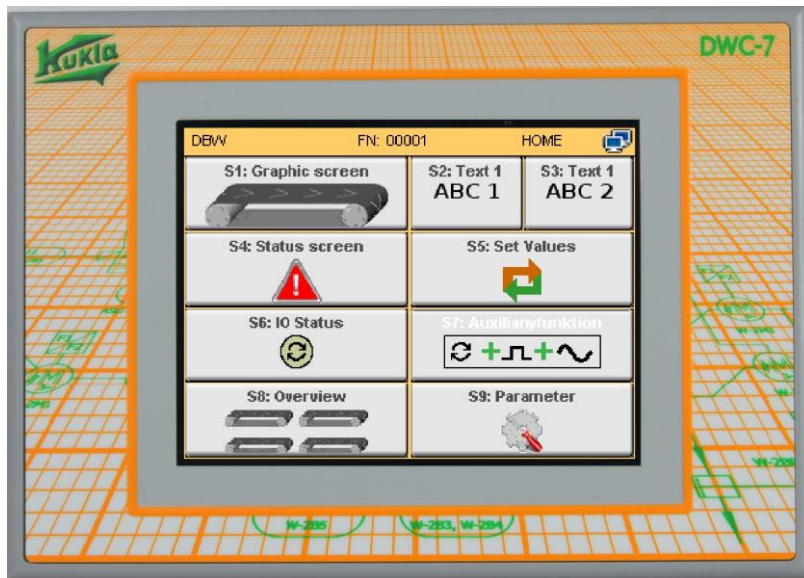 Kukla
DWC-7
DBW FN: 00001 HOME
S1: Graphic screen
S2: Text 1
ABC 1
S3: Text 1
ABC 2
S4: Status screen
S5: Set Values
S6: IO Status
S7: Auxilianyfunktion
S8: Overview
S9: Parameter
W-2B5
W-2B3, W-2B4